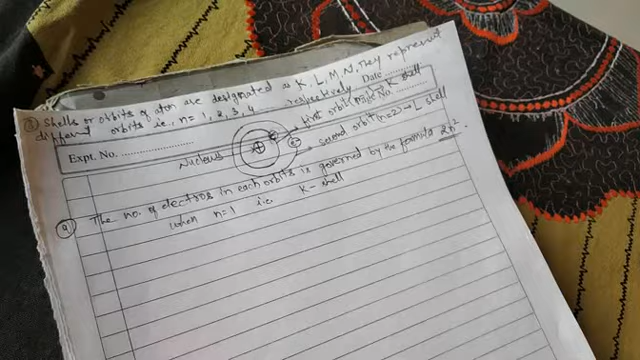 ③ Shells or orbits of atom are designated as K, L, M, N, They represent
different orbits i.e., n= 1, 2, 3, 4 ........ respectively
Date
Page No.
K shell
first orbit
Expt. No.
Nucleus
second orbit (n=2) → L shell
The no. of electros in each orbits is governed by the formula 2n².
when n=1 i.e. K- shell